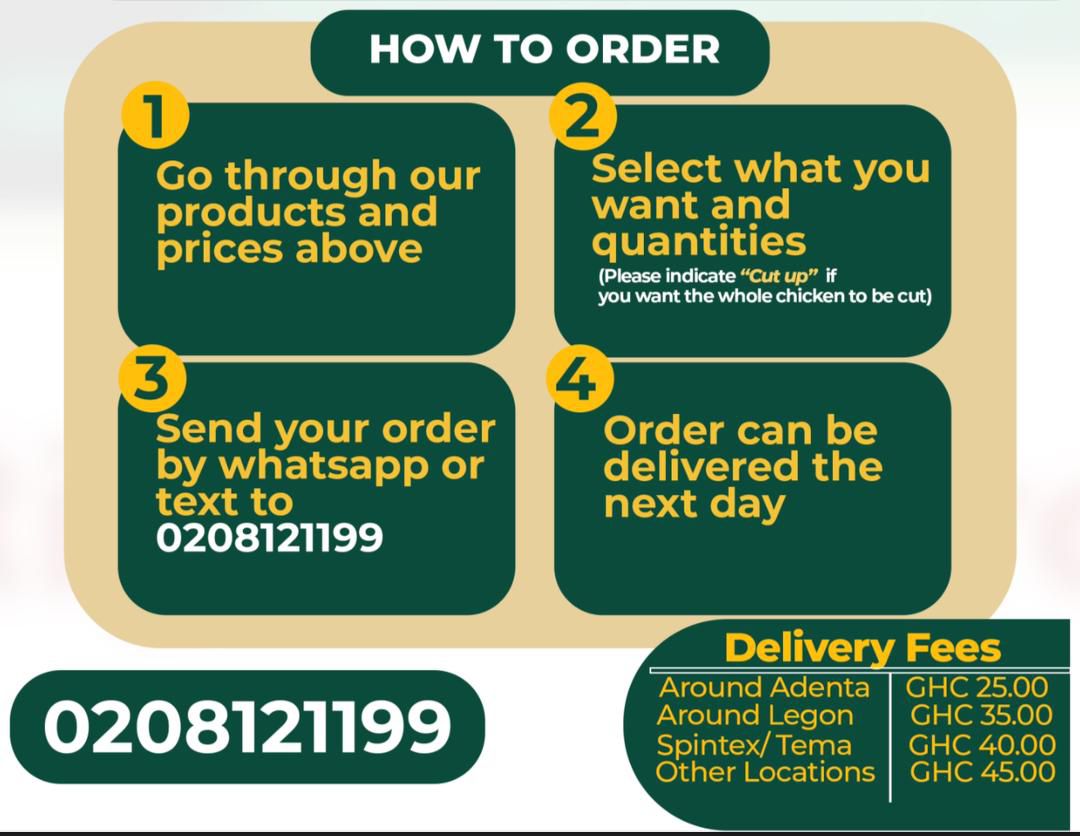 HOW TO ORDER
1
Go through our
products and
prices above
2
Select what you
want and
quantities
(Please indicate “Cut up” if
you want the whole chicken to be cut)
3
Send your order
by whatsapp or
text to
0208121199
4
Order can be
delivered the
next day
0208121199
Delivery Fees
Around Adenta GHC 25.00
Around Legon GHC 35.00
Spintex/ Tema GHC 40.00
Other Locations GHC 45.00